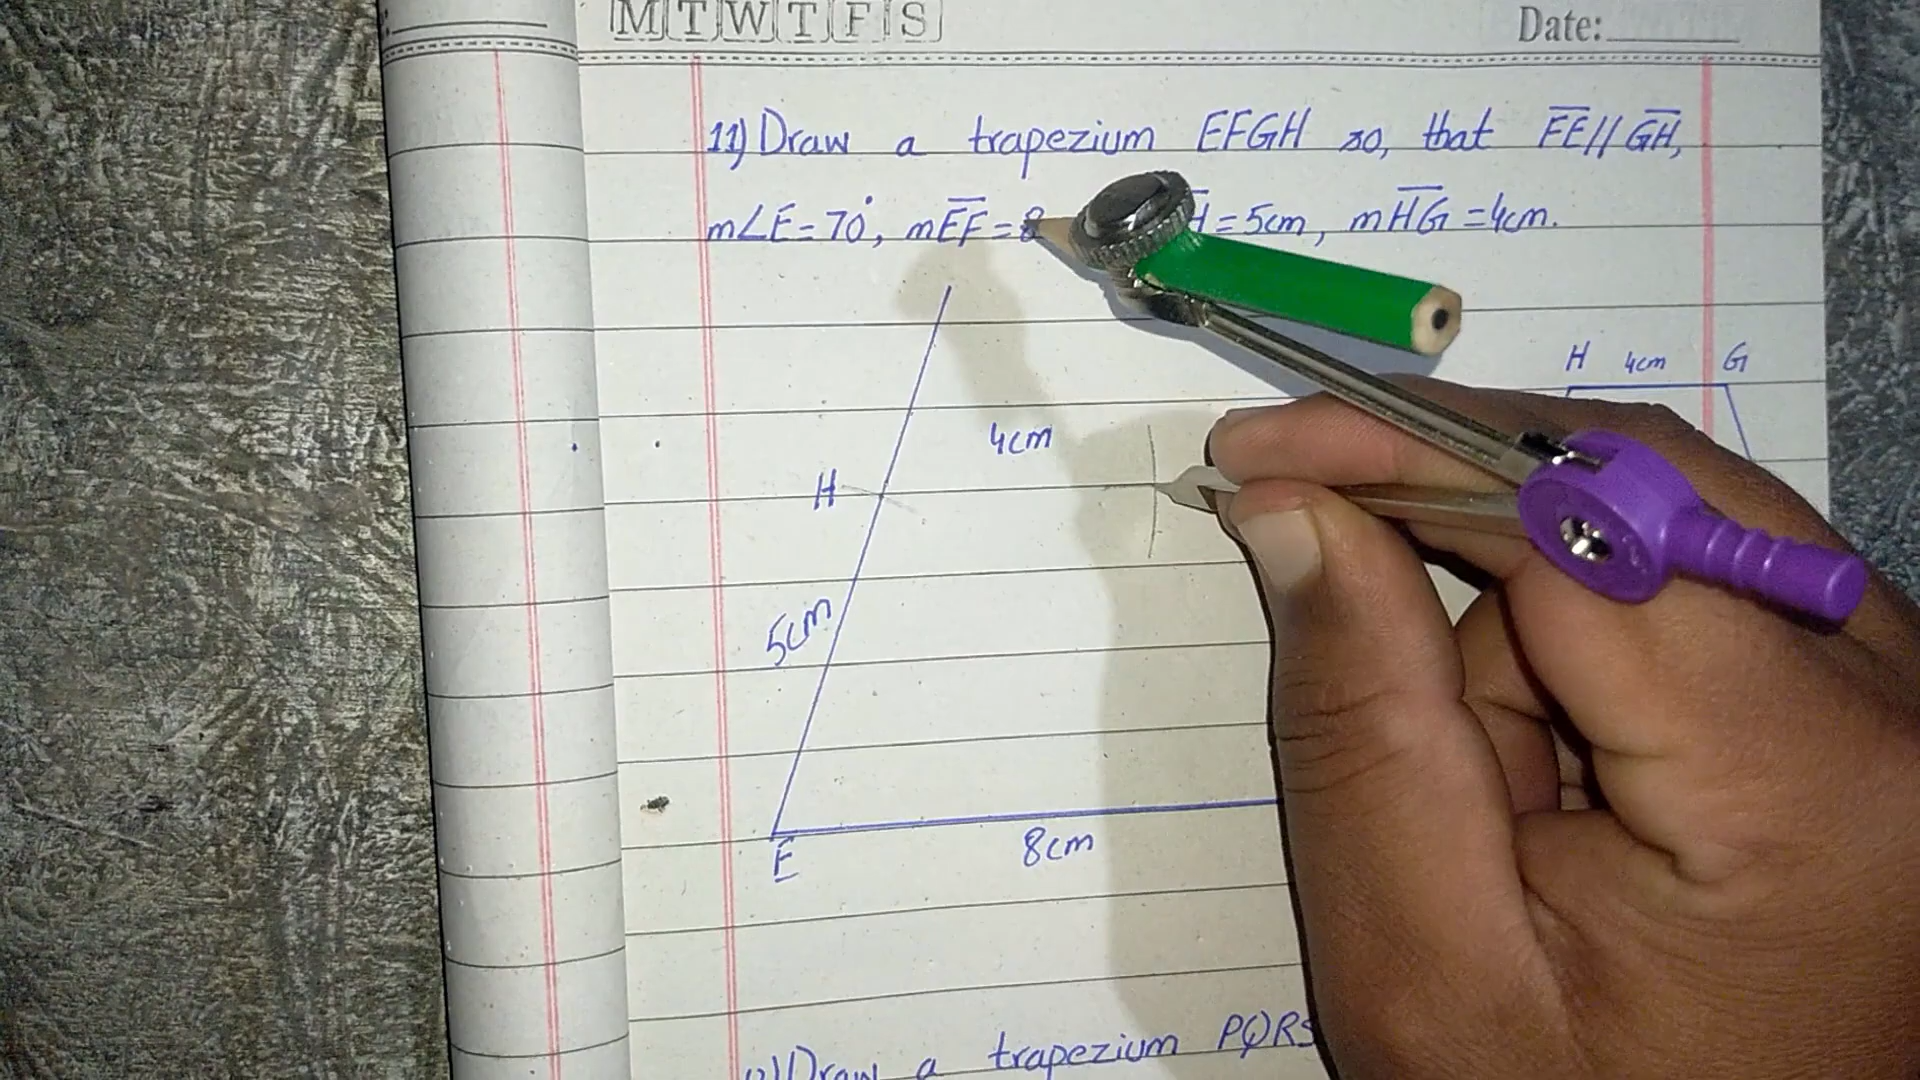 M T W T F S
Date:
11) Draw a trapezium EFGH so, that FE//GH,
m∠E=70°, mEF=8 H=5cm, mHG=4cm.
H 4cm G
4cm
H
5cm
E
8cm
Draw a trapezium PQRS